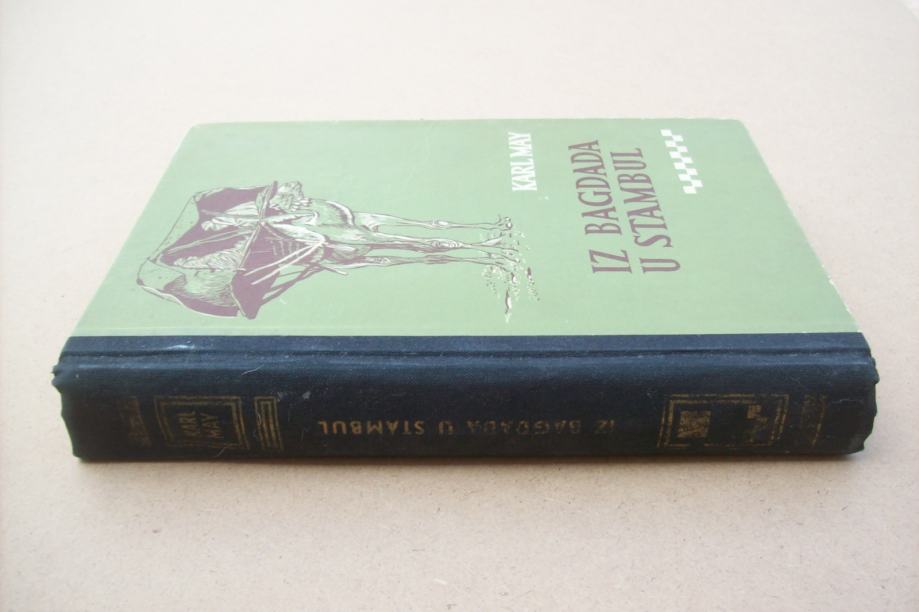 KARL MAY
IZ BAGDADA
U STAMBUL
KARL
MAY
IZ BAGDADA U STAMBUL